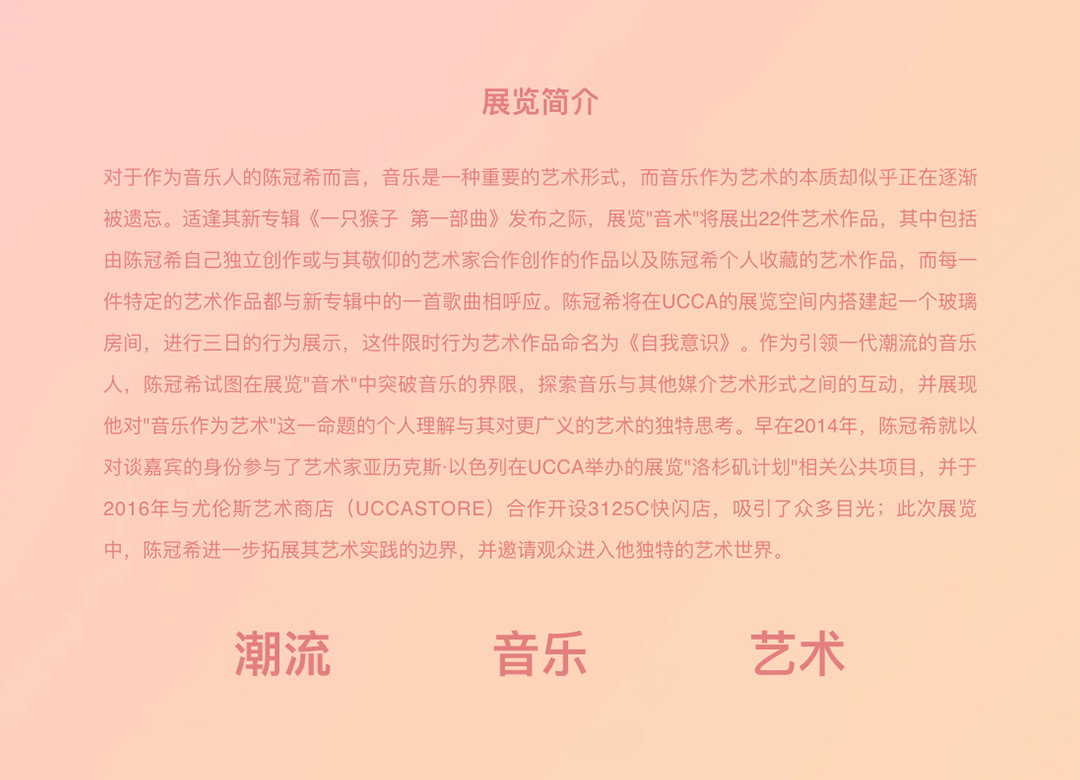 展览简介
对于作为音乐人的陈冠希而言，音乐是一种重要的艺术形式，而音乐作为艺术的本质却似乎正在逐渐
被遗忘。适逢其新专辑《一只猴子 第一部曲》发布之际，展览"音术"将展出22件艺术作品，其中包括
由陈冠希自己独立创作或与其敬仰的艺术家合作创作的作品以及陈冠希个人收藏的艺术作品，而每一
件特定的艺术作品都与新专辑中的一首歌曲相呼应。陈冠希将在UCCA的展览空间内搭建起一个玻璃
房间，进行三日的行为展示，这件限时行为艺术作品命名为《自我意识》。作为引领一代潮流的音乐
人，陈冠希试图在展览"音术"中突破音乐的界限，探索音乐与其他媒介艺术形式之间的互动，并展现
他对"音乐作为艺术"这一命题的个人理解与其对更广义的艺术的独特思考。早在2014年，陈冠希就以
对谈嘉宾的身份参与了艺术家亚历克斯·以色列在UCCA举办的展览"洛杉矶计划"相关公共项目，并于
2016年与尤伦斯艺术商店（UCCASTORE）合作开设3125C快闪店，吸引了众多目光；此次展览
中，陈冠希进一步拓展其艺术实践的边界，并邀请观众进入他独特的艺术世界。
潮流 音乐 艺术